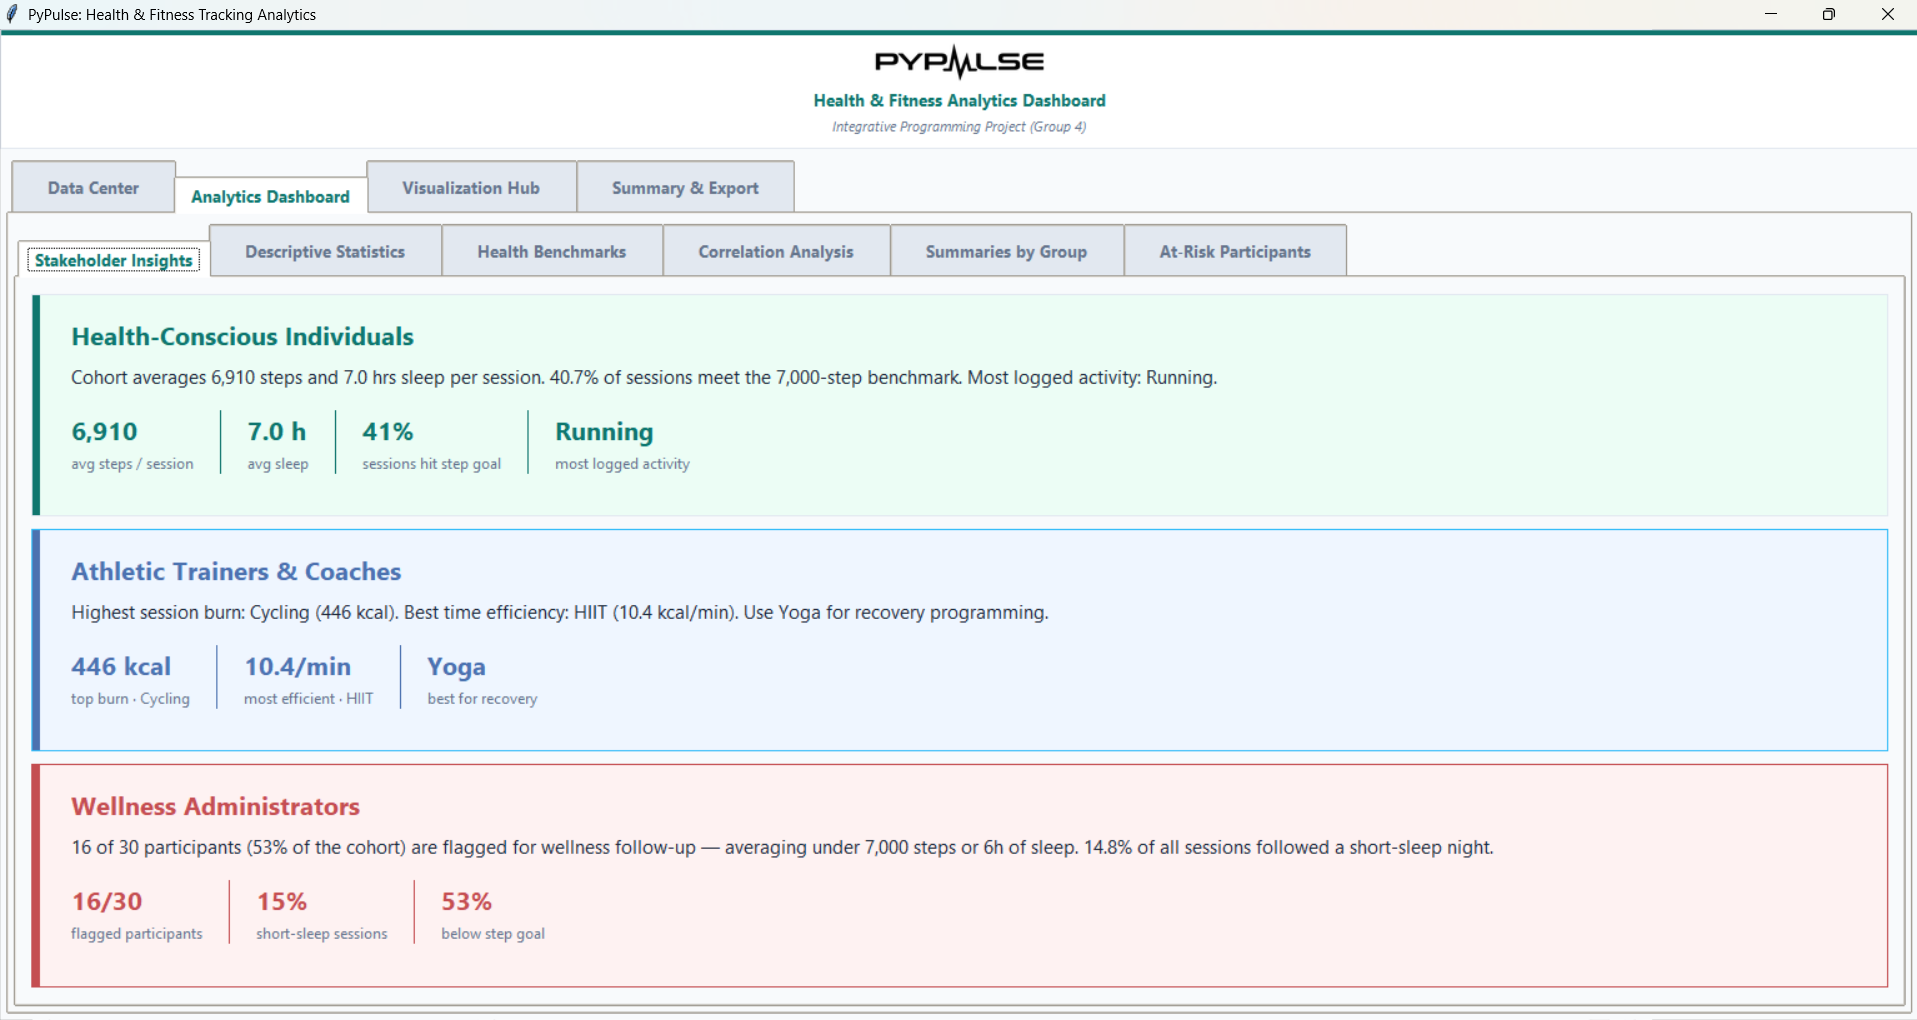 PyPulse: Health & Fitness Tracking Analytics
PYPULSE
Health & Fitness Analytics Dashboard
Integrative Programming Project (Group 4)
Data Center
Analytics Dashboard
Visualization Hub
Summary & Export
Stakeholder Insights
Descriptive Statistics
Health Benchmarks
Correlation Analysis
Summaries by Group
At-Risk Participants
Health-Conscious Individuals
Cohort averages 6,910 steps and 7.0 hrs sleep per session. 40.7% of sessions meet the 7,000-step benchmark. Most logged activity: Running.
6,910
avg steps / session
7.0 h
avg sleep
41%
sessions hit step goal
Running
most logged activity
Athletic Trainers & Coaches
Highest session burn: Cycling (446 kcal). Best time efficiency: HIIT (10.4 kcal/min). Use Yoga for recovery programming.
446 kcal
top burn · Cycling
10.4/min
most efficient · HIIT
Yoga
best for recovery
Wellness Administrators
16 of 30 participants (53% of the cohort) are flagged for wellness follow-up — averaging under 7,000 steps or 6h of sleep. 14.8% of all sessions followed a short-sleep night.
16/30
flagged participants
15%
short-sleep sessions
53%
below step goal